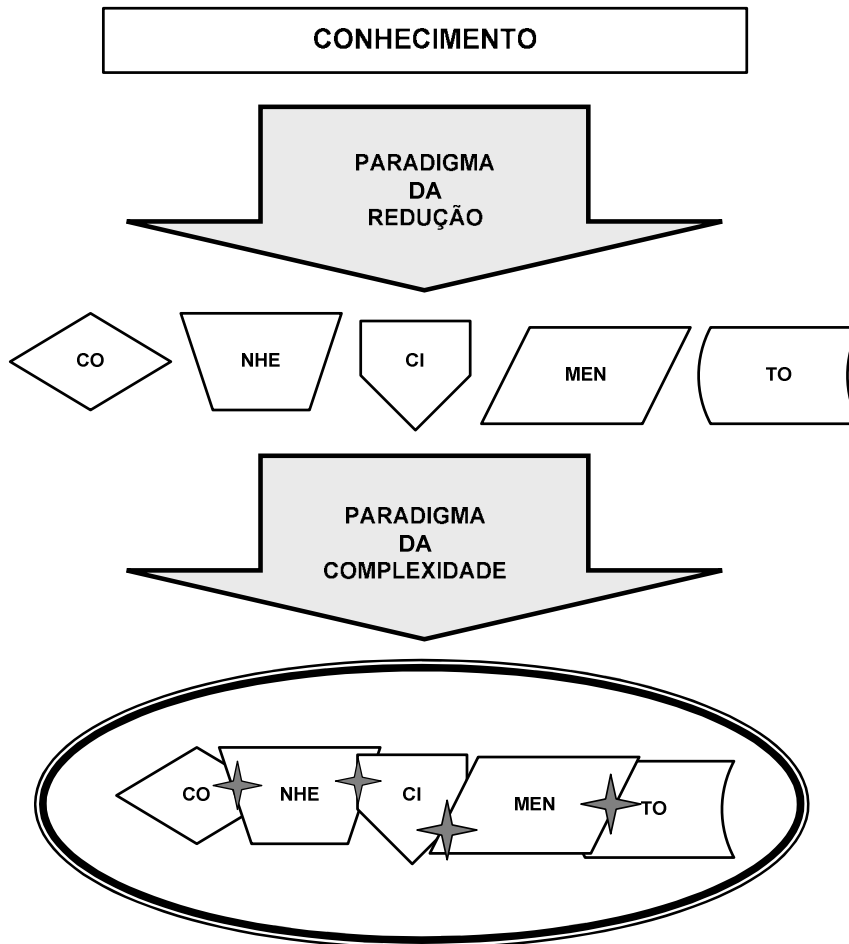 CONHECIMENTO
PARADIGMA
DA
REDUÇÃO
CO NHE CI MEN TO
PARADIGMA
DA
COMPLEXIDADE
CO NHE CI MEN TO